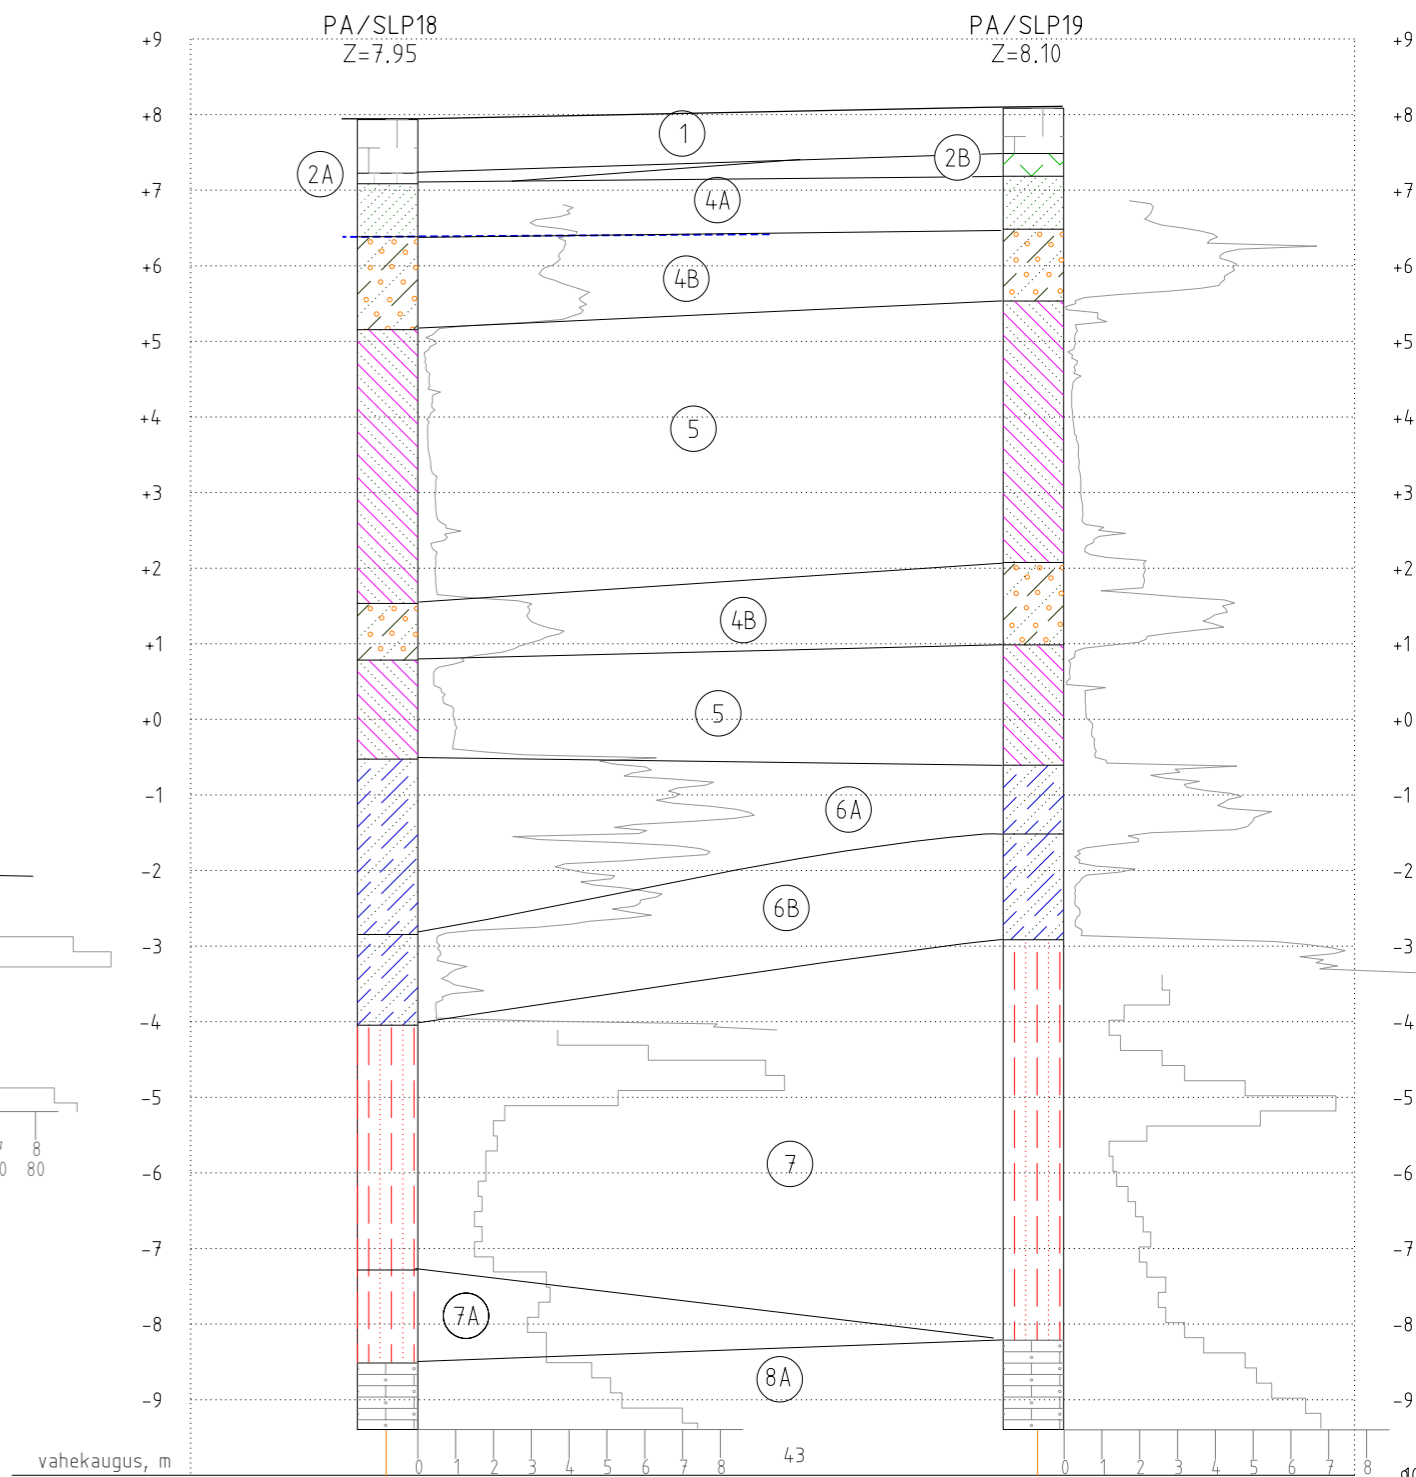 PA/SLP18 PA/SLP19
+9 Z=7.95 Z=8.10 +9
+8 +8
1
2B
2A
+7 +7
4A
+6 4B +6
+5 +5
+4 5 +4
+3 +3
+2 +2
4B
+1 +1
+0 5 +0
-1 6A -1
-2 -2
6B
-3 -3
-4 -4
-5 -5
8
80
-6 7 -6
-7 -7
-8 7A -8
8A
-9 -9
vahekaugus, m 0 1 2 3 4 5 6 7 8 43 0 1 2 3 4 5 6 7 8